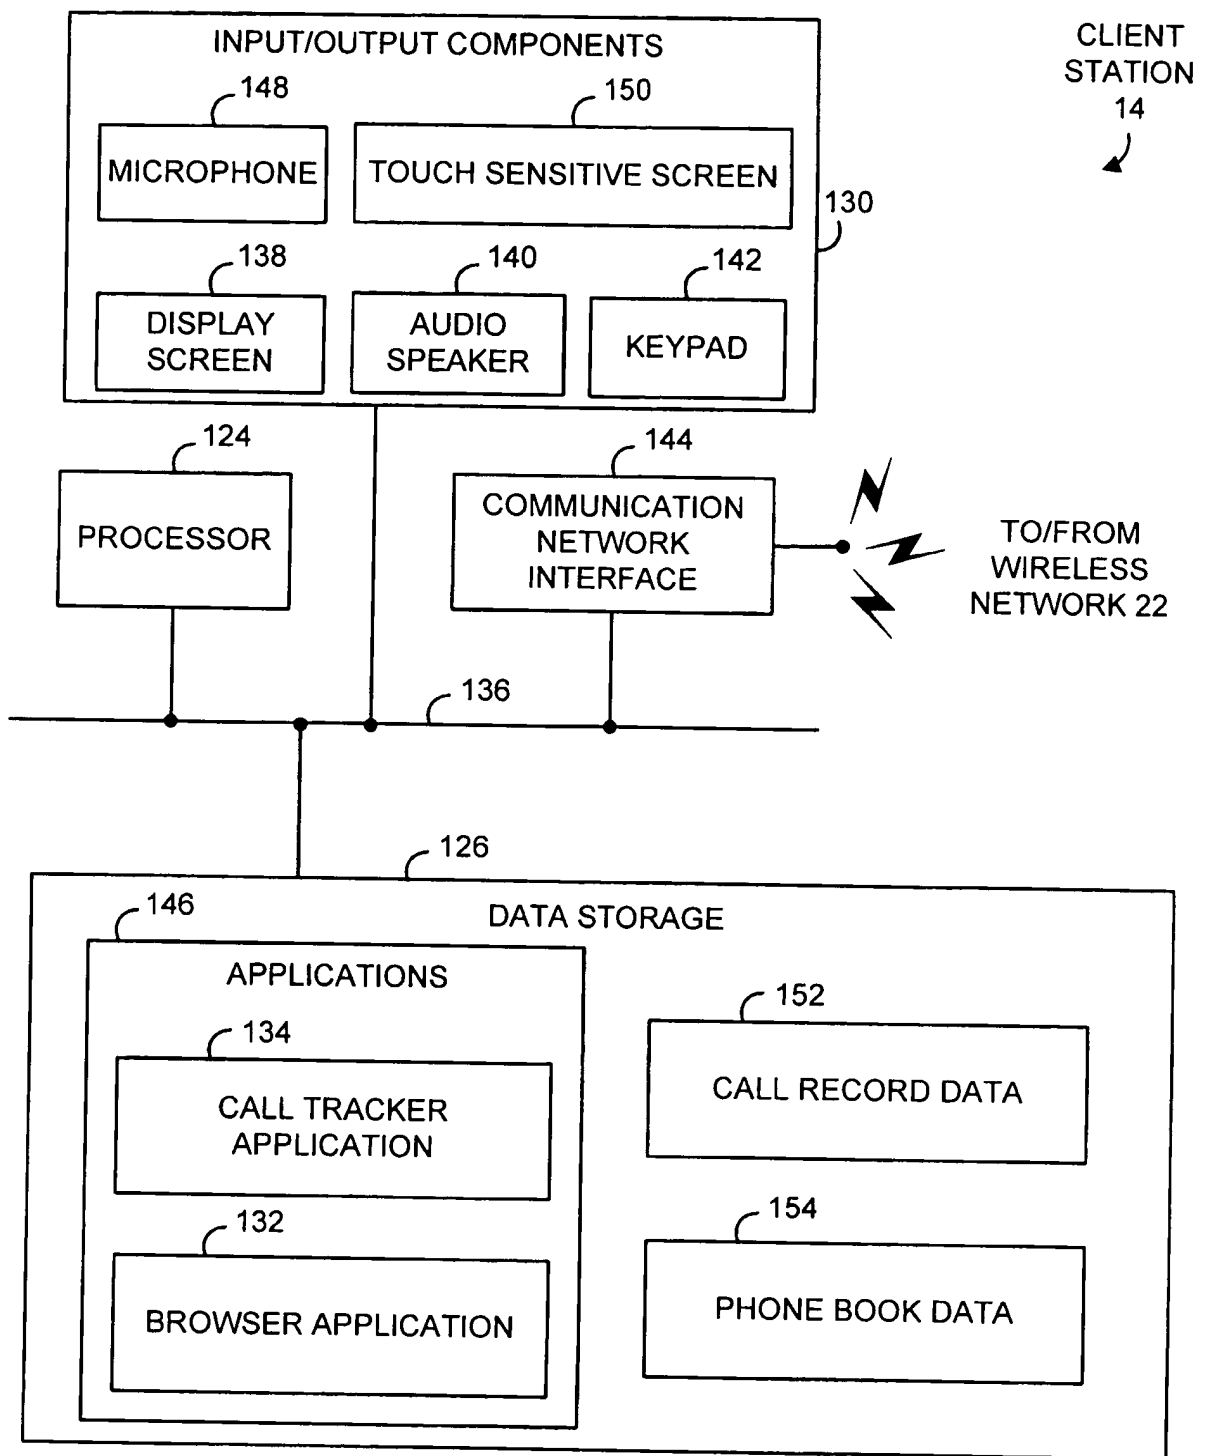 INPUT/OUTPUT COMPONENTS
CLIENT
STATION
14
148
150
MICROPHONE
TOUCH SENSITIVE SCREEN
130
138
140
142
DISPLAY
SCREEN
AUDIO
SPEAKER
KEYPAD
124
144
PROCESSOR
COMMUNICATION
NETWORK
INTERFACE
TO/FROM
WIRELESS
NETWORK 22
136
126
DATA STORAGE
146
APPLICATIONS
134
CALL TRACKER
APPLICATION
152
CALL RECORD DATA
132
BROWSER APPLICATION
154
PHONE BOOK DATA